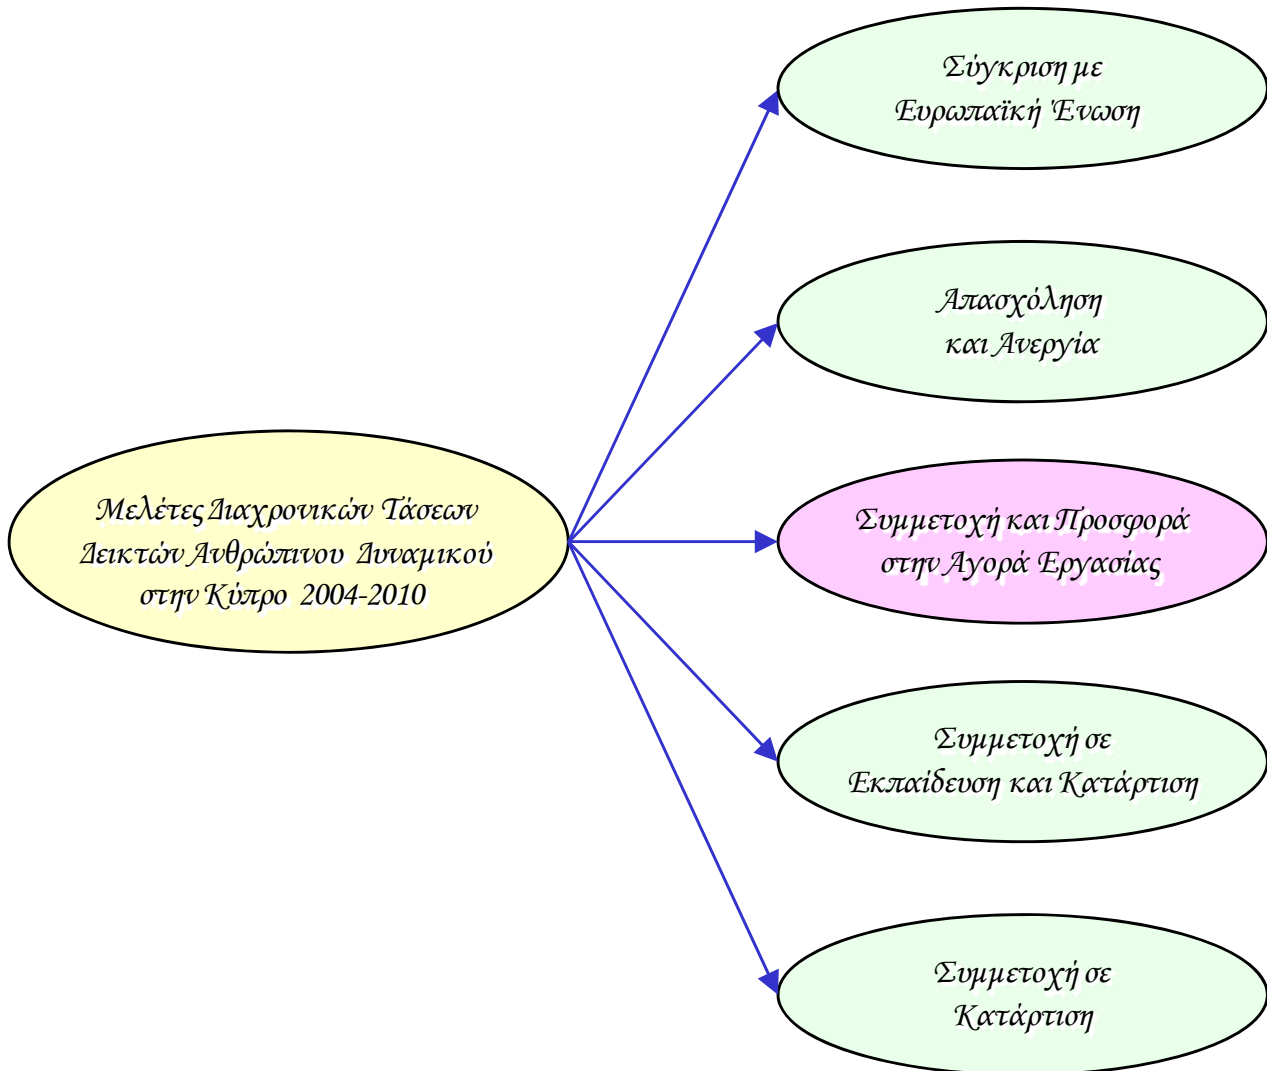 Σύγκριση με
Ευρωπαϊκή Ένωση
Απασχόληση
και Ανεργία
Μελέτες Διαχρονικών Τάσεων
Δεικτών Ανθρώπινου Δυναμικού
στην Κύπρο 2004-2010
Συμμετοχή και Προσφορά
στην Αγορά Εργασίας
Συμμετοχή σε
Εκπαίδευση και Κατάρτιση
Συμμετοχή σε
Κατάρτιση